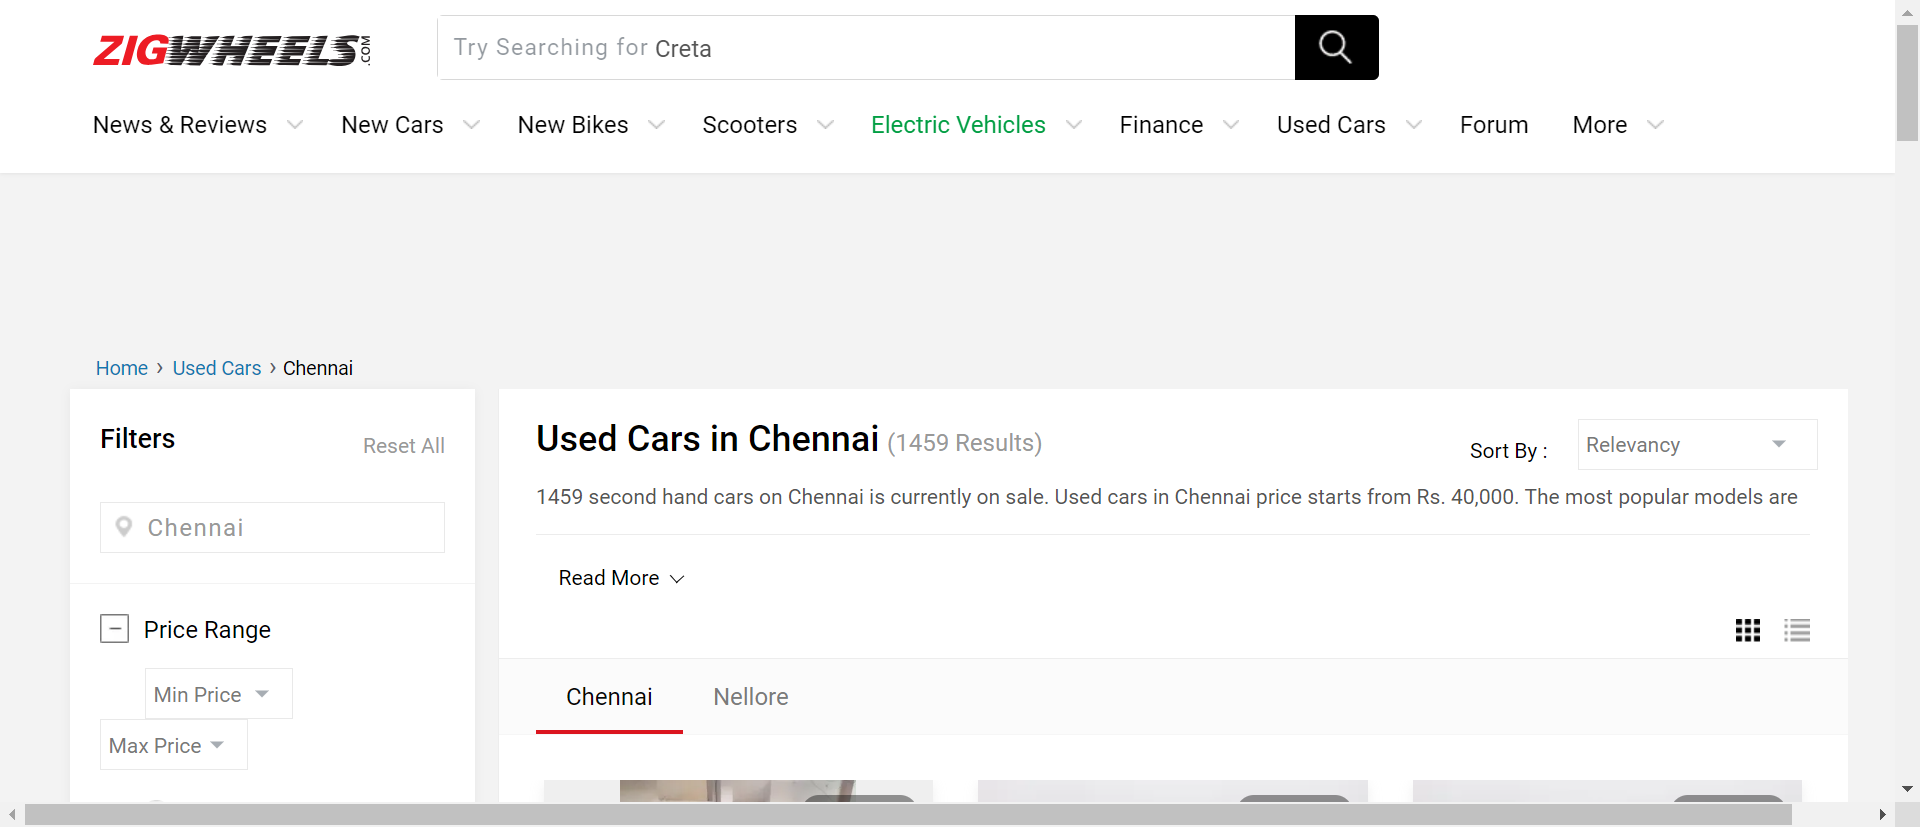 ZIGWHEELS.COM
Try Searching for Creta
News & Reviews New Cars New Bikes Scooters Electric Vehicles Finance Used Cars Forum More
Home › Used Cars › Chennai
Filters
Reset All
Chennai
Price Range
Min Price
Max Price
Used Cars in Chennai (1459 Results)
Sort By :
Relevancy
1459 second hand cars on Chennai is currently on sale. Used cars in Chennai price starts from Rs. 40,000. The most popular models are
Read More
Chennai Nellore